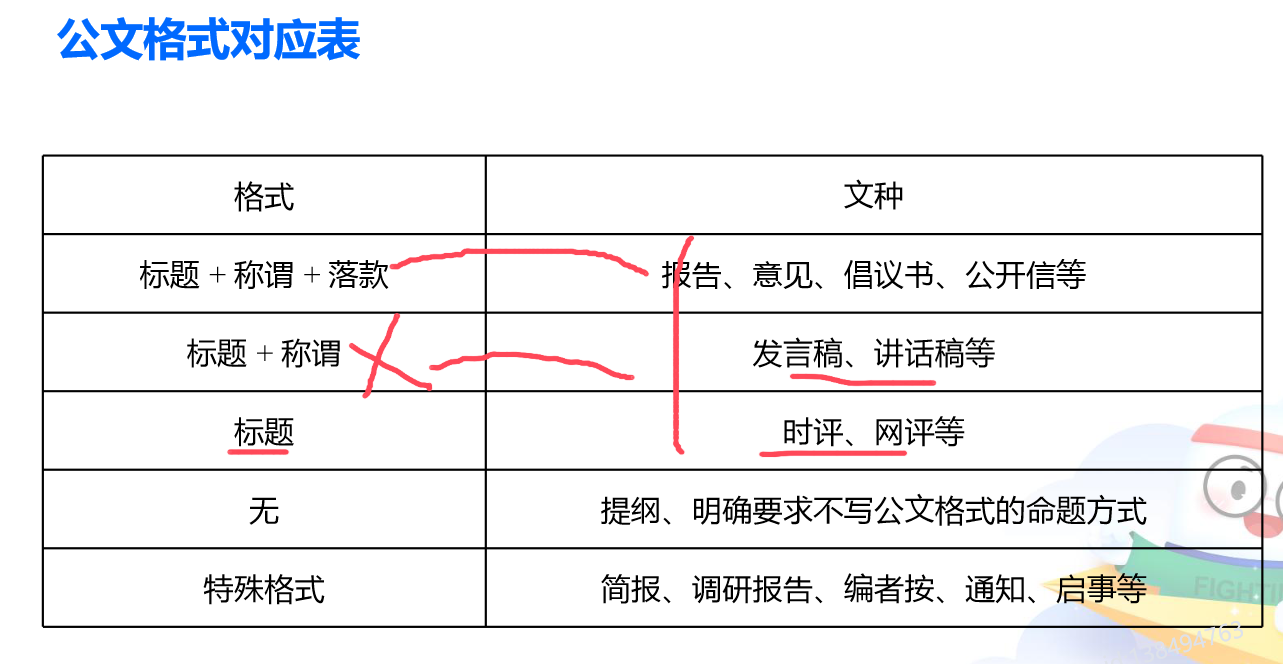 公文格式对应表
格式 文种
标题 + 称谓 + 落款 报告、意见、倡议书、公开信等
标题 + 称谓 发言稿、讲话稿等
标题 时评、网评等
无 提纲、明确要求不写公文格式的命题方式
特殊格式 简报、调研报告、编者按、通知、启事等